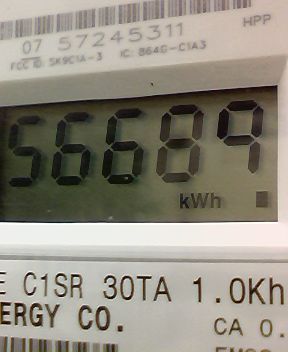 HPP
07 57245311
FCC ID: SK9C1A-3 IC: 864G-C1A3
56689
kWh
E C1SR 30TA 1.0Kh
ERGY CO.
CA 0.